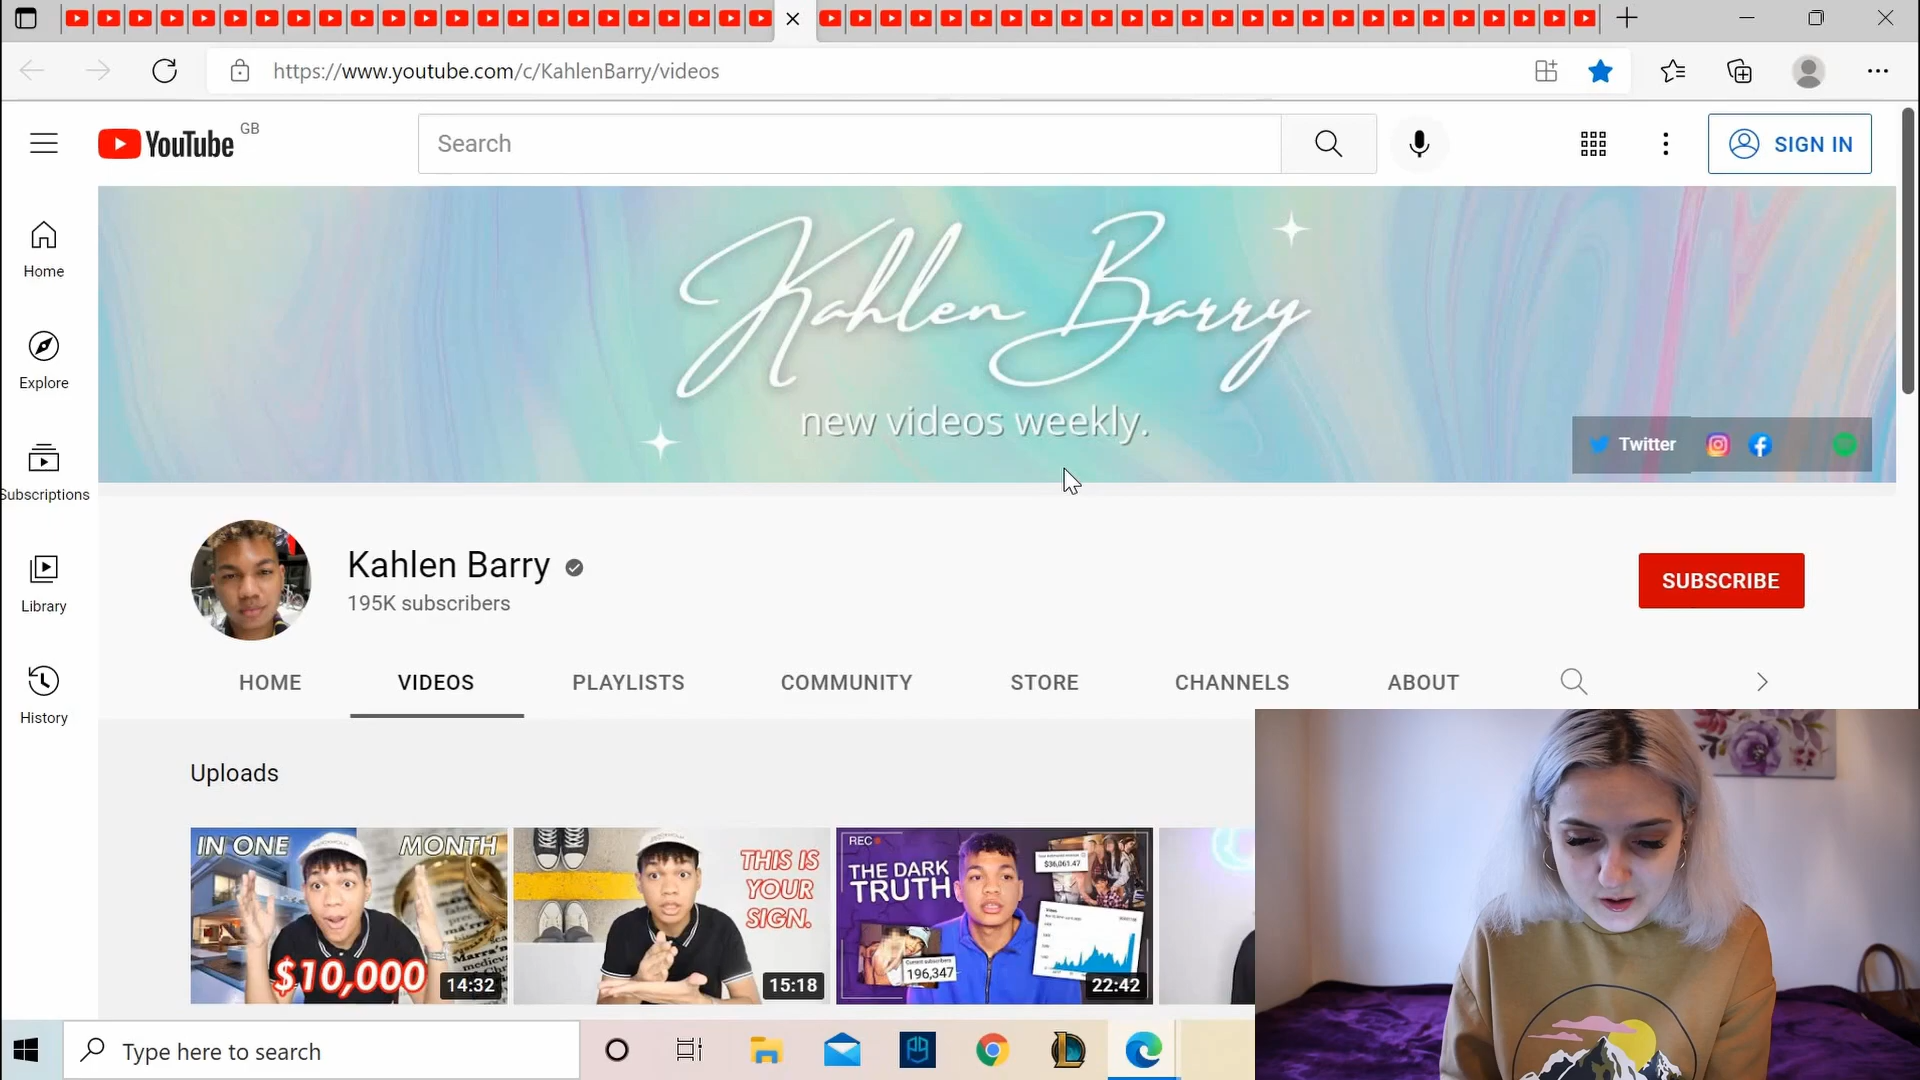 https://www.youtube.com/c/KahlenBarry/videos
YouTube GB
Search
SIGN IN
Home
Explore
Subscriptions
Library
History
Kahlen Barry
new videos weekly.
Twitter
Kahlen Barry
195K subscribers
SUBSCRIBE
HOME VIDEOS PLAYLISTS COMMUNITY STORE CHANNELS ABOUT
Uploads
IN ONE MONTH
$10,000
14:32
THIS IS
YOUR
SIGN.
15:18
REC
THE DARK
TRUTH
$36,061.47
196,347
22:42
Type here to search